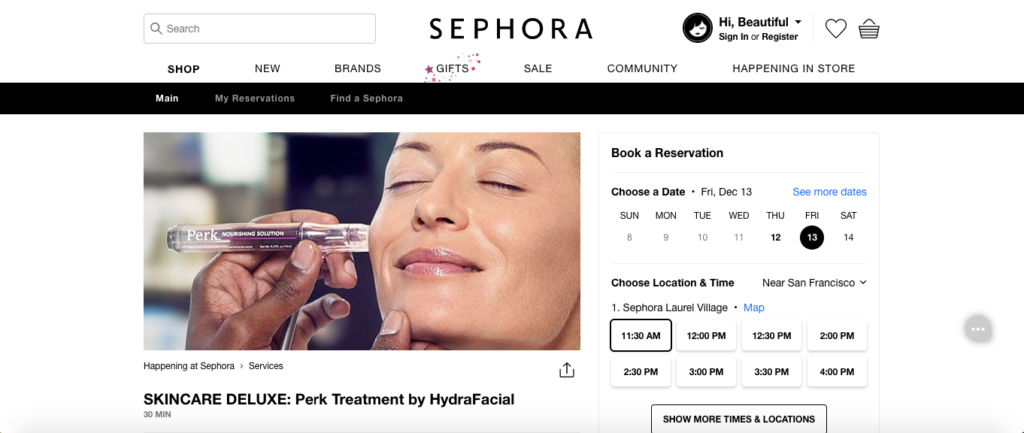 Search
SEPHORA
Hi, Beautiful
Sign In or Register
SHOP NEW BRANDS GIFTS SALE COMMUNITY HAPPENING IN STORE
Main My Reservations Find a Sephora
Perk NOURISHING SOLUTION
Happening at Sephora › Services
SKINCARE DELUXE: Perk Treatment by HydraFacial
30 MIN
Book a Reservation
Choose a Date • Fri, Dec 13 See more dates
SUN MON TUE WED THU FRI SAT
8 9 10 11 12 13 14
Choose Location & Time Near San Francisco
1. Sephora Laurel Village • Map
11:30 AM 12:00 PM 12:30 PM 2:00 PM
2:30 PM 3:00 PM 3:30 PM 4:00 PM
SHOW MORE TIMES & LOCATIONS